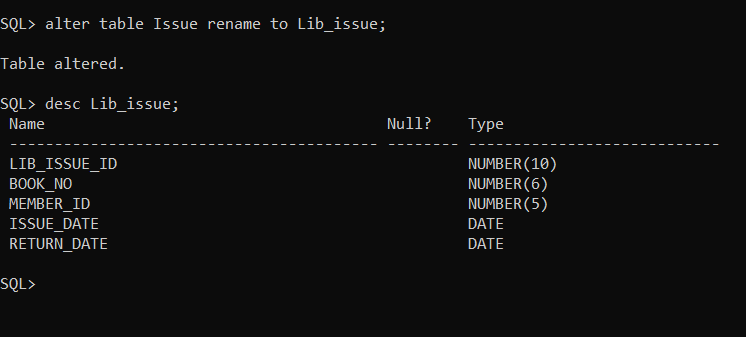 SQL> alter table Issue rename to Lib_issue;
Table altered.
SQL> desc Lib_issue;
Name                                      Null?    Type
----------------------------------------- -------- ----------------------------
LIB_ISSUE_ID                                       NUMBER(10)
BOOK_NO                                            NUMBER(6)
MEMBER_ID                                          NUMBER(5)
ISSUE_DATE                                         DATE
RETURN_DATE                                        DATE
SQL>